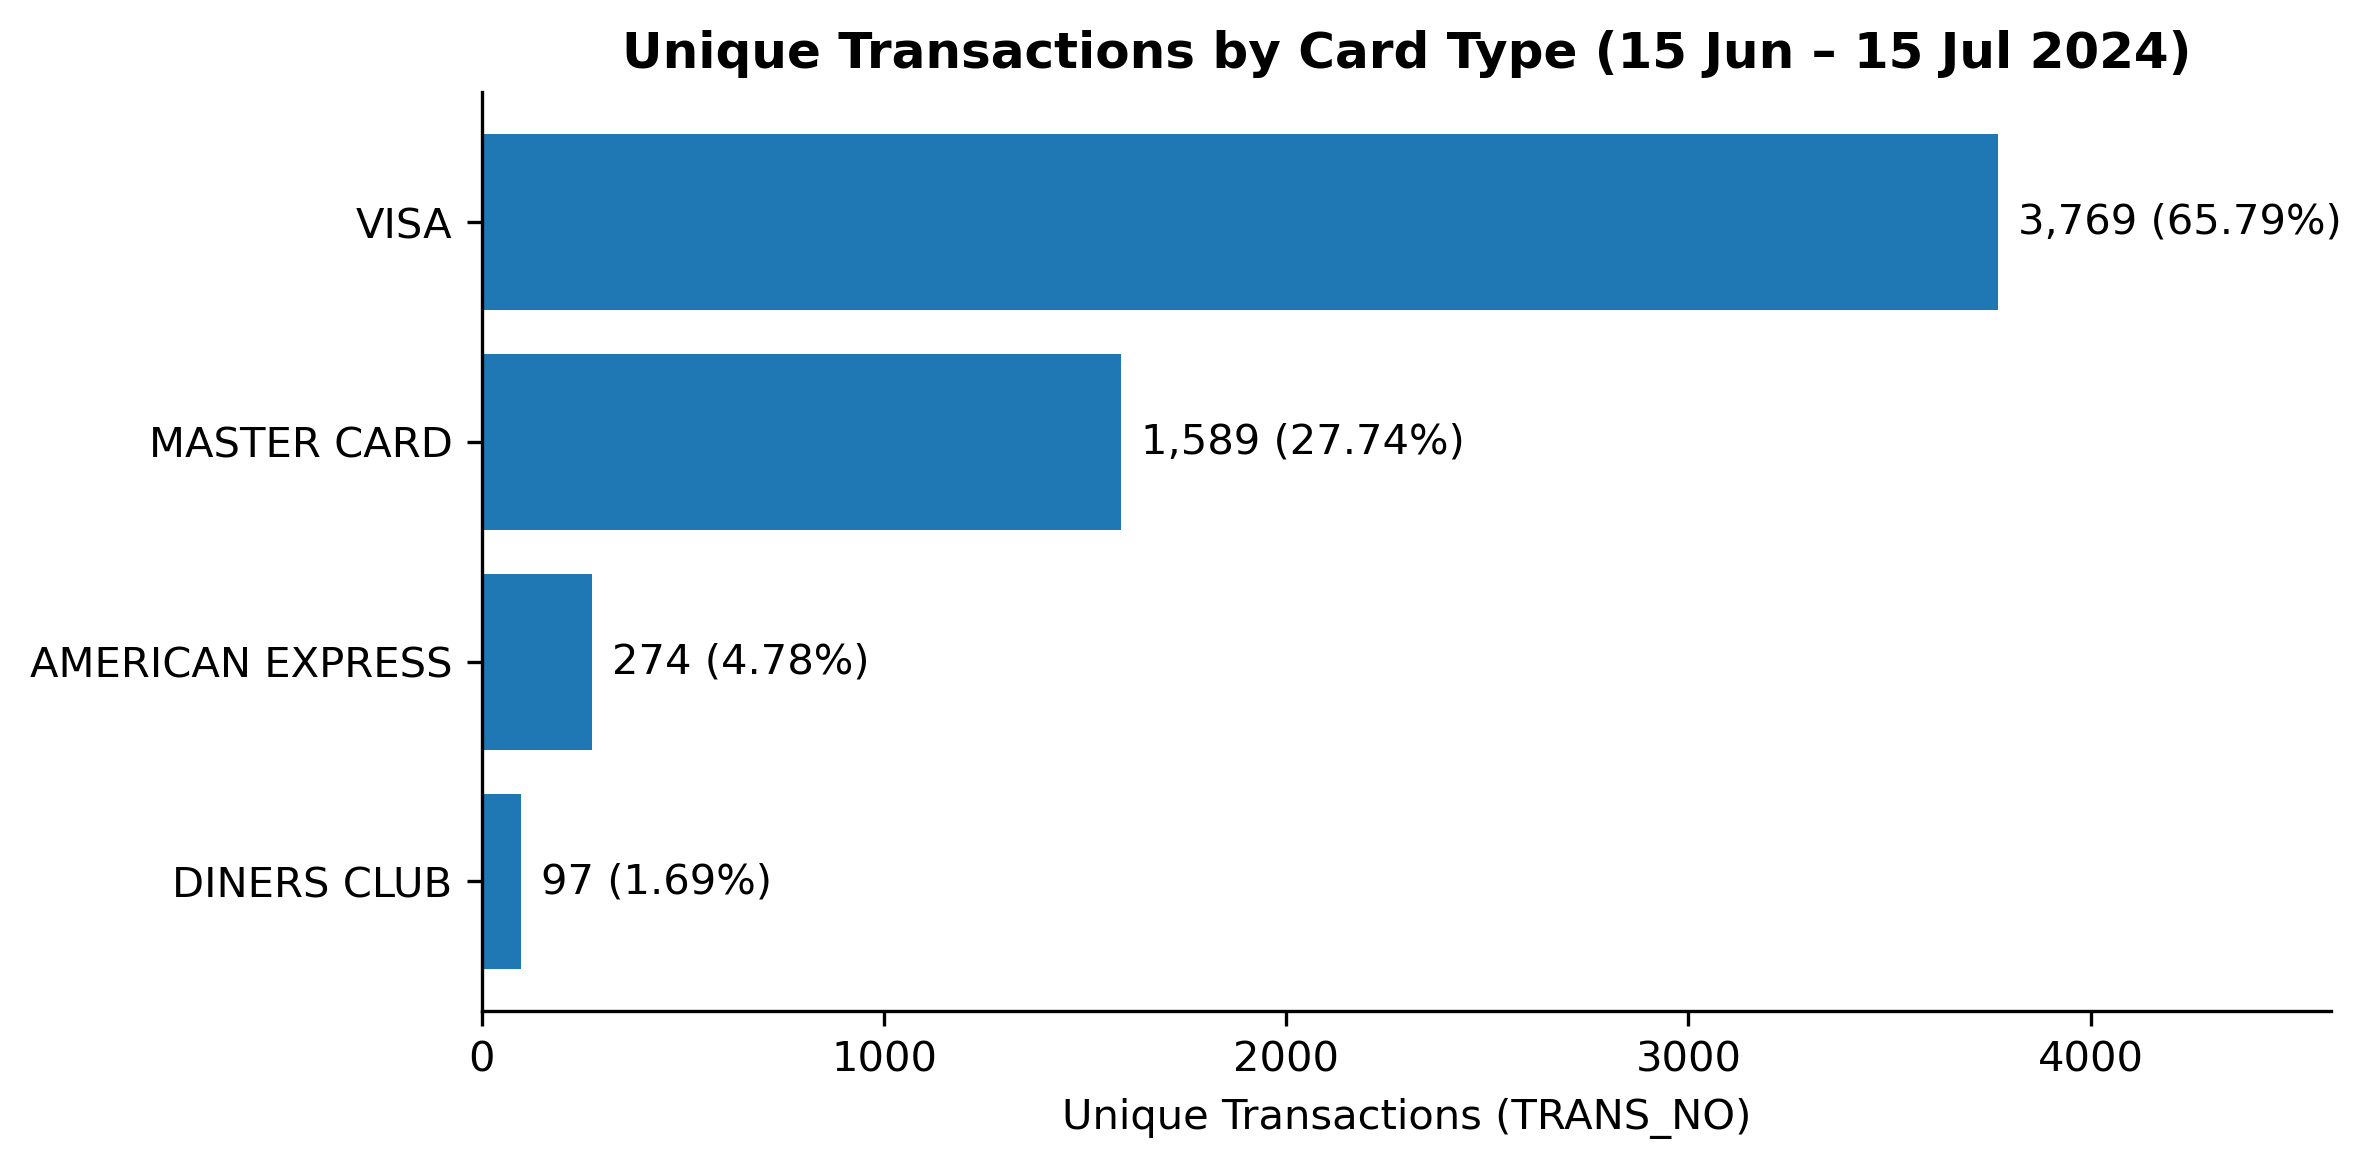 Unique Transactions by Card Type (15 Jun – 15 Jul 2024)
VISA
3,769 (65.79%)
MASTER CARD
1,589 (27.74%)
AMERICAN EXPRESS
274 (4.78%)
DINERS CLUB
97 (1.69%)
0 1000 2000 3000 4000
Unique Transactions (TRANS_NO)